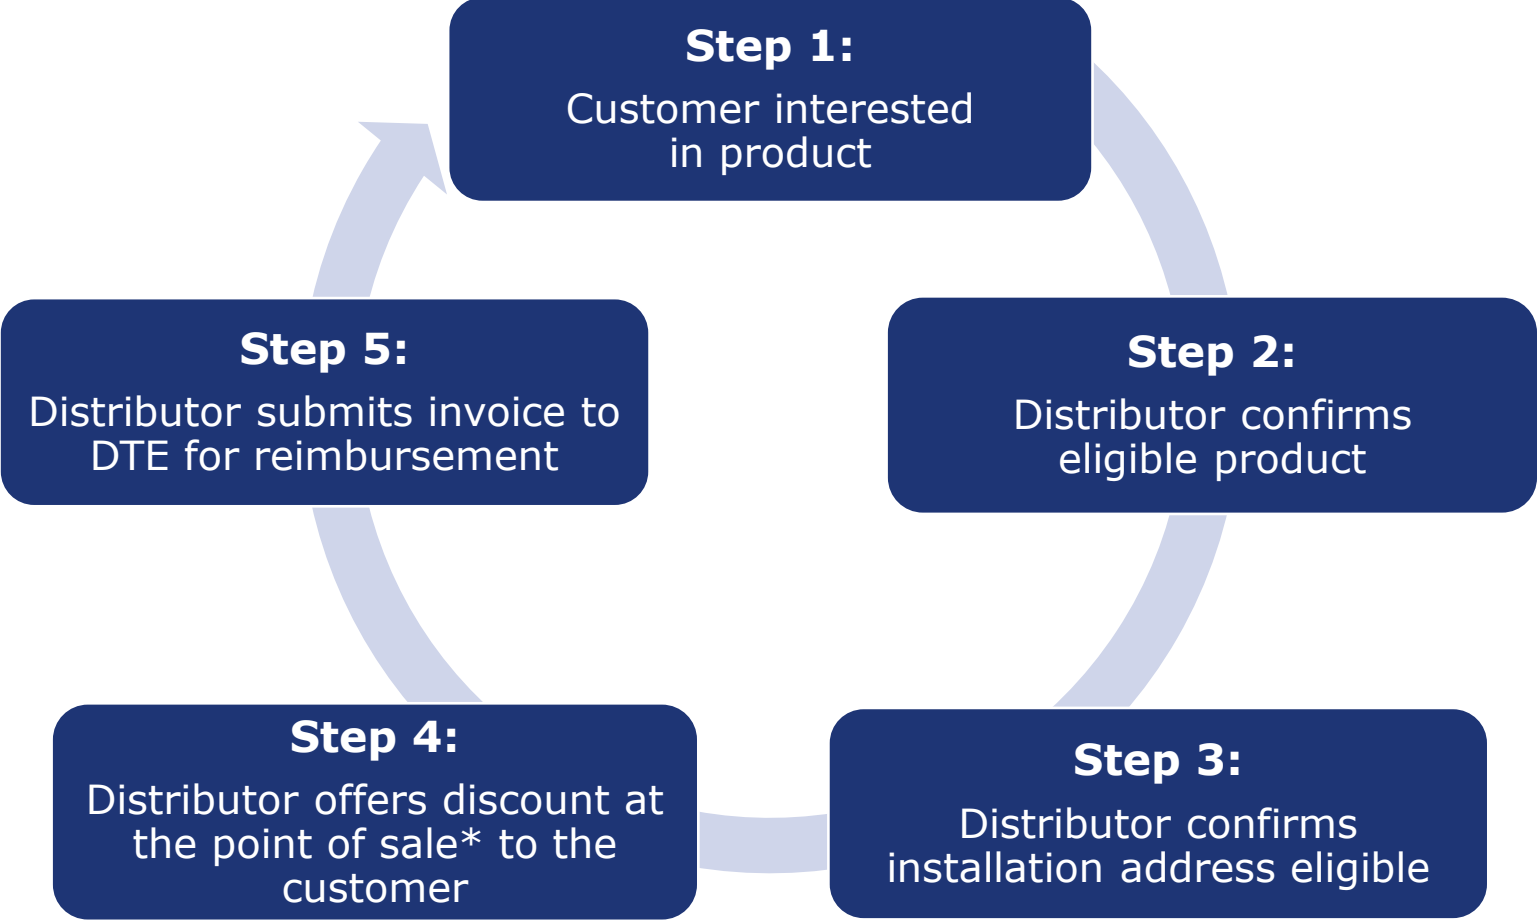 Step 1:
Customer interested
in product
Step 2:
Distributor confirms
eligible product
Step 3:
Distributor confirms
installation address eligible
Step 4:
Distributor offers discount at
the point of sale* to the
customer
Step 5:
Distributor submits invoice to
DTE for reimbursement